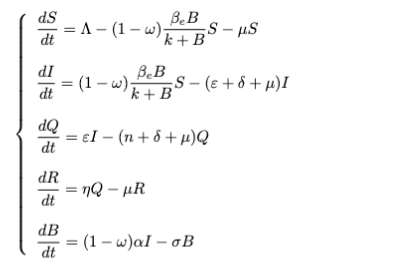 dS/dt = Λ − (1 − ω) β_e B/(k + B) S − μS
dI/dt = (1 − ω) β_e B/(k + B) S − (ε + δ + μ)I
dQ/dt = εI − (n + δ + μ)Q
dR/dt = ηQ − μR
dB/dt = (1 − ω)αI − σB